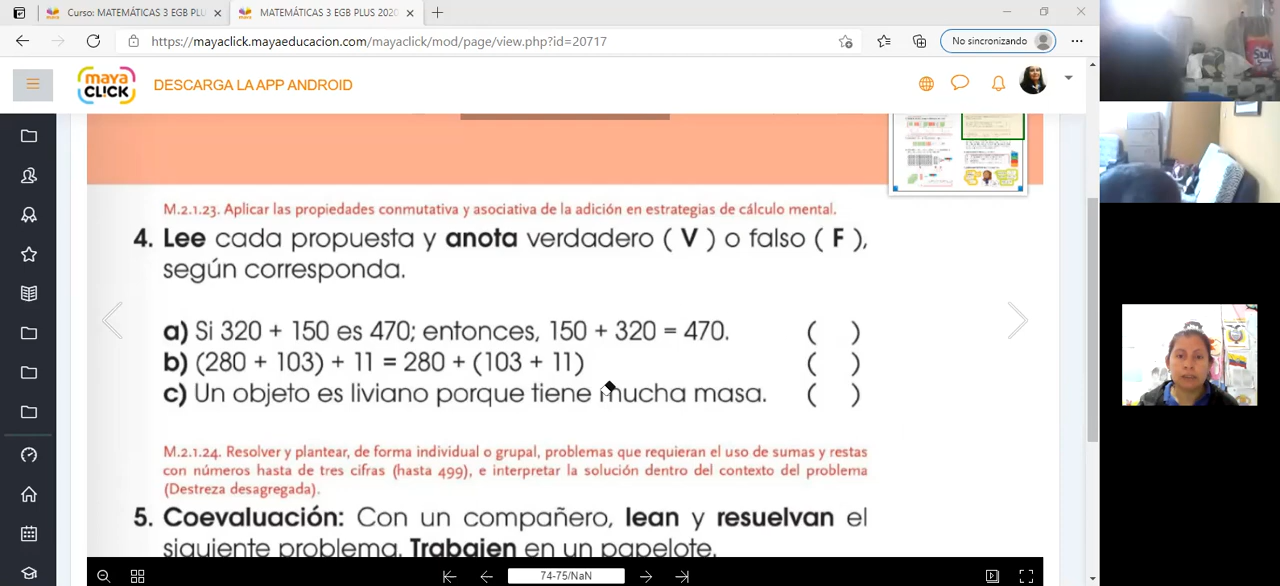 Curso: MATEMÁTICAS 3 EGB PLU
MATEMÁTICAS 3 EGB PLUS 2020
https://mayaclick.mayaeducacion.com/mayaclick/mod/page/view.php?id=20717
No sincronizando
maya
CLICK
DESCARGA LA APP ANDROID
M.2.1.23. Aplicar las propiedades conmutativa y asociativa de la adición en estrategias de cálculo mental.
4. Lee cada propuesta y anota verdadero ( V ) o falso ( F ),
según corresponda.
a) Si 320 + 150 es 470; entonces, 150 + 320 = 470. ( )
b) (280 + 103) + 11 = 280 + (103 + 11) ( )
c) Un objeto es liviano porque tiene mucha masa. ( )
M.2.1.24. Resolver y plantear, de forma individual o grupal, problemas que requieran el uso de sumas y restas
con números hasta de tres cifras (hasta 499), e interpretar la solución dentro del contexto del problema
(Destreza desagregada).
5. Coevaluación: Con un compañero, lean y resuelvan el
siguiente problema. Trabajen en un papelote.
74-75/NaN